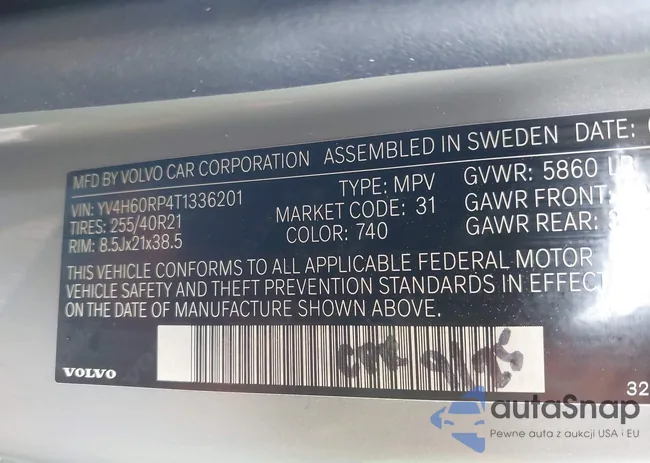 MFD BY VOLVO CAR CORPORATION ASSEMBLED IN SWEDEN DATE:
VIN: YV4H60RP4T1336201 TYPE: MPV GVWR: 5860 LB
TIRES: 255/40R21 MARKET CODE: 31 GAWR FRONT:
RIM: 8.5Jx21x38.5 COLOR: 740 GAWR REAR:
THIS VEHICLE CONFORMS TO ALL APPLICABLE FEDERAL MOTOR
VEHICLE SAFETY AND THEFT PREVENTION STANDARDS IN EFFECT
ON THE DATE OF MANUFACTURE SHOWN ABOVE.
VOLVO
32
autaSnap
Pewne auta z aukcji USA i EU